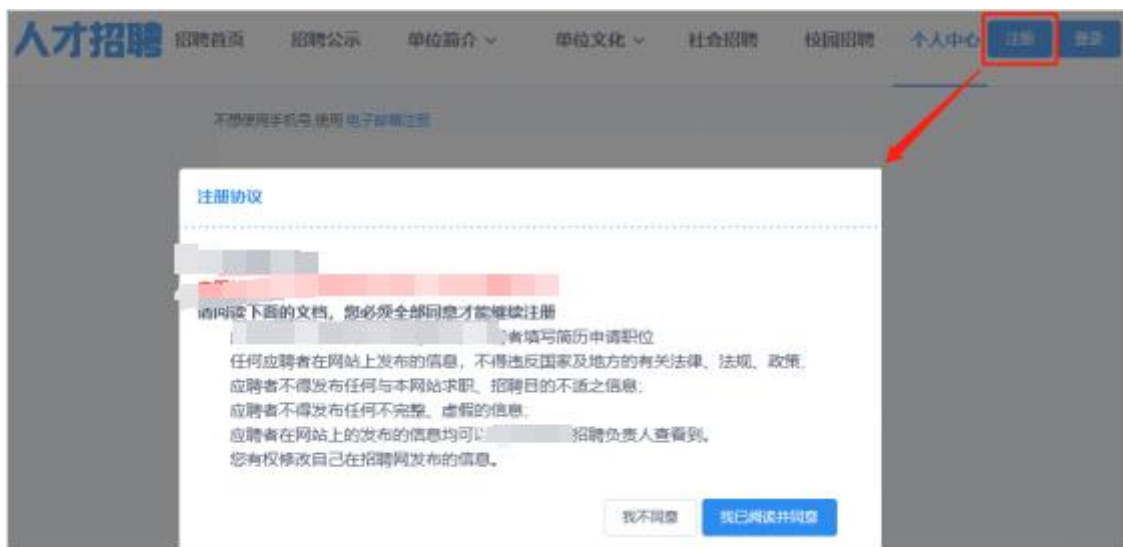 人才招聘 招聘首页 招聘公示 单位简介 单位文化 社会招聘 校园招聘 个人中心 注册 登录
不想使用手机号 使用 电子邮箱注册
注册协议
请阅读下面的文档，您必须全部同意才能继续注册
者填写简历申请职位
任何应聘者在网站上发布的信息，不得违反国家及地方的有关法律、法规、政策;
应聘者不得发布任何与本网站求职、招聘目的不适之信息;
应聘者不得发布任何不完整、虚假的信息;
应聘者在网站上的发布的信息均可以 招聘负责人查看到。
您有权修改自己在招聘网发布的信息。
我不同意 我已阅读并同意